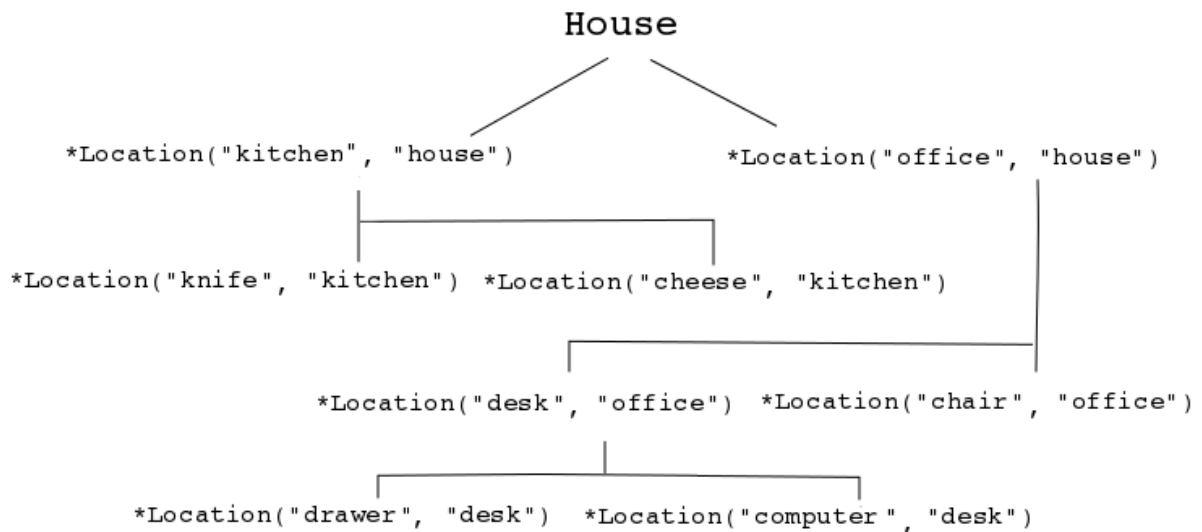 House
*Location("kitchen", "house")
*Location("office", "house")
*Location("knife", "kitchen")
*Location("cheese", "kitchen")
*Location("desk", "office")
*Location("chair", "office")
*Location("drawer", "desk")
*Location("computer", "desk")